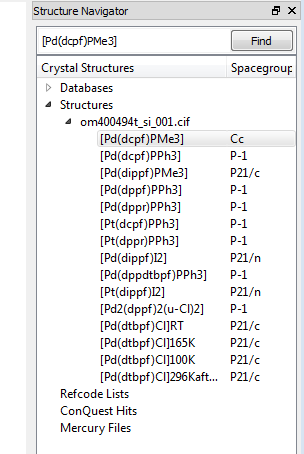 Structure Navigator
[Pd(dcpf)PMe3] Find
Crystal Structures Spacegroup
Databases
Structures
om400494t_si_001.cif
[Pd(dcpf)PMe3] Cc
[Pd(dcpf)PPh3] P-1
[Pd(dippf)PMe3] P21/c
[Pd(dppf)PPh3] P-1
[Pd(dppr)PPh3] P-1
[Pt(dcpf)PPh3] P-1
[Pt(dppr)PPh3] P-1
[Pd(dippf)I2] P21/n
[Pd(dppdtbpf)PPh3] P-1
[Pt(dippf)I2] P21/n
[Pd2(dppf)2(u-Cl)2] P-1
[Pd(dtbpf)Cl]RT P21/c
[Pd(dtbpf)Cl]165K P21/c
[Pd(dtbpf)Cl]100K P21/c
[Pd(dtbpf)Cl]296Kaft... P21/c
Refcode Lists
ConQuest Hits
Mercury Files